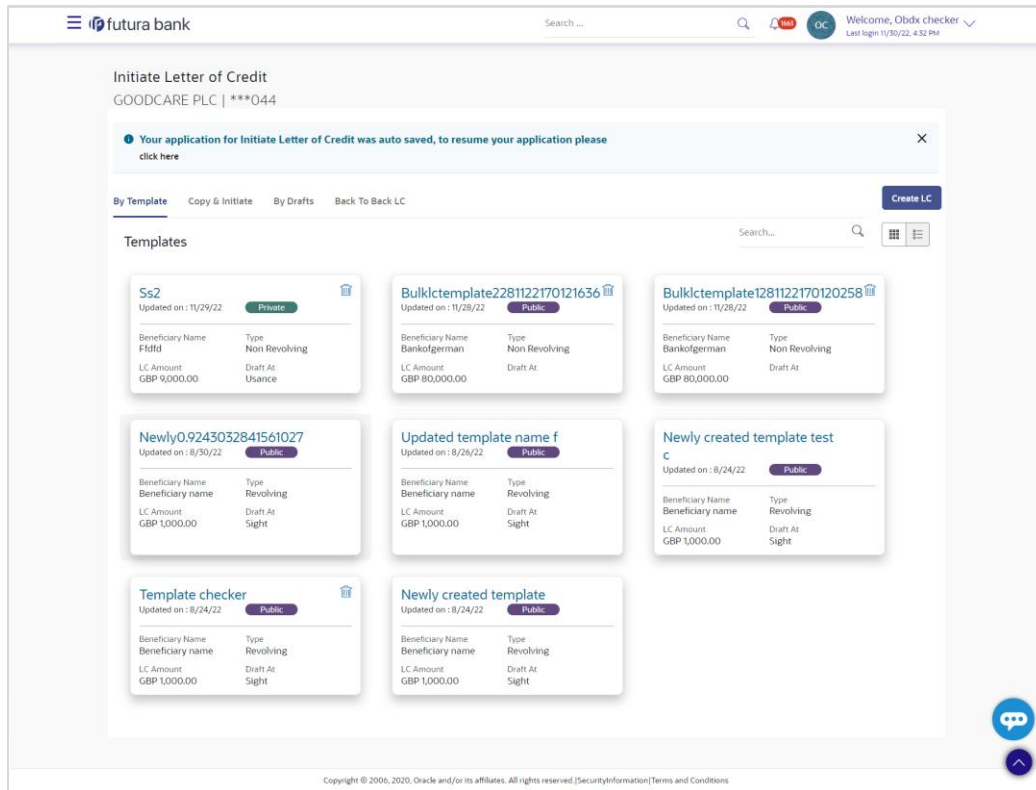 futura bank
Search ...
1663
OC
Welcome, Obdx checker
Last login 11/30/22, 4:32 PM
Initiate Letter of Credit
GOODCARE PLC | ***044
Your application for Initiate Letter of Credit was auto saved, to resume your application please
click here
By Template Copy & Initiate By Drafts Back To Back LC
Create LC
Templates
Search...
Ss2
Updated on : 11/29/22 Private
Beneficiary Name Type
Ffdfd Non Revolving
LC Amount Draft At
GBP 9,000.00 Usance
Bulklctemplate2281122170121636
Updated on : 11/28/22 Public
Beneficiary Name Type
Bankofgerman Non Revolving
LC Amount Draft At
GBP 80,000.00
Bulklctemplate1281122170120258
Updated on : 11/28/22 Public
Beneficiary Name Type
Bankofgerman Non Revolving
LC Amount Draft At
GBP 80,000.00
Newly0.9243032841561027
Updated on : 8/30/22 Public
Beneficiary Name Type
Beneficiary name Revolving
LC Amount Draft At
GBP 1,000.00 Sight
Updated template name f
Updated on : 8/26/22 Public
Beneficiary Name Type
Beneficiary name Revolving
LC Amount Draft At
GBP 1,000.00 Sight
Newly created template test
c
Updated on : 8/24/22 Public
Beneficiary Name Type
Beneficiary name Revolving
LC Amount Draft At
GBP 1,000.00 Sight
Template checker
Updated on : 8/24/22 Public
Beneficiary Name Type
Beneficiary name Revolving
LC Amount Draft At
GBP 1,000.00 Sight
Newly created template
Updated on : 8/24/22 Public
Beneficiary Name Type
Beneficiary name Revolving
LC Amount Draft At
GBP 1,000.00 Sight
Copyright © 2006, 2020, Oracle and/or its affiliates. All rights reserved.|SecurityInformation|Terms and Conditions